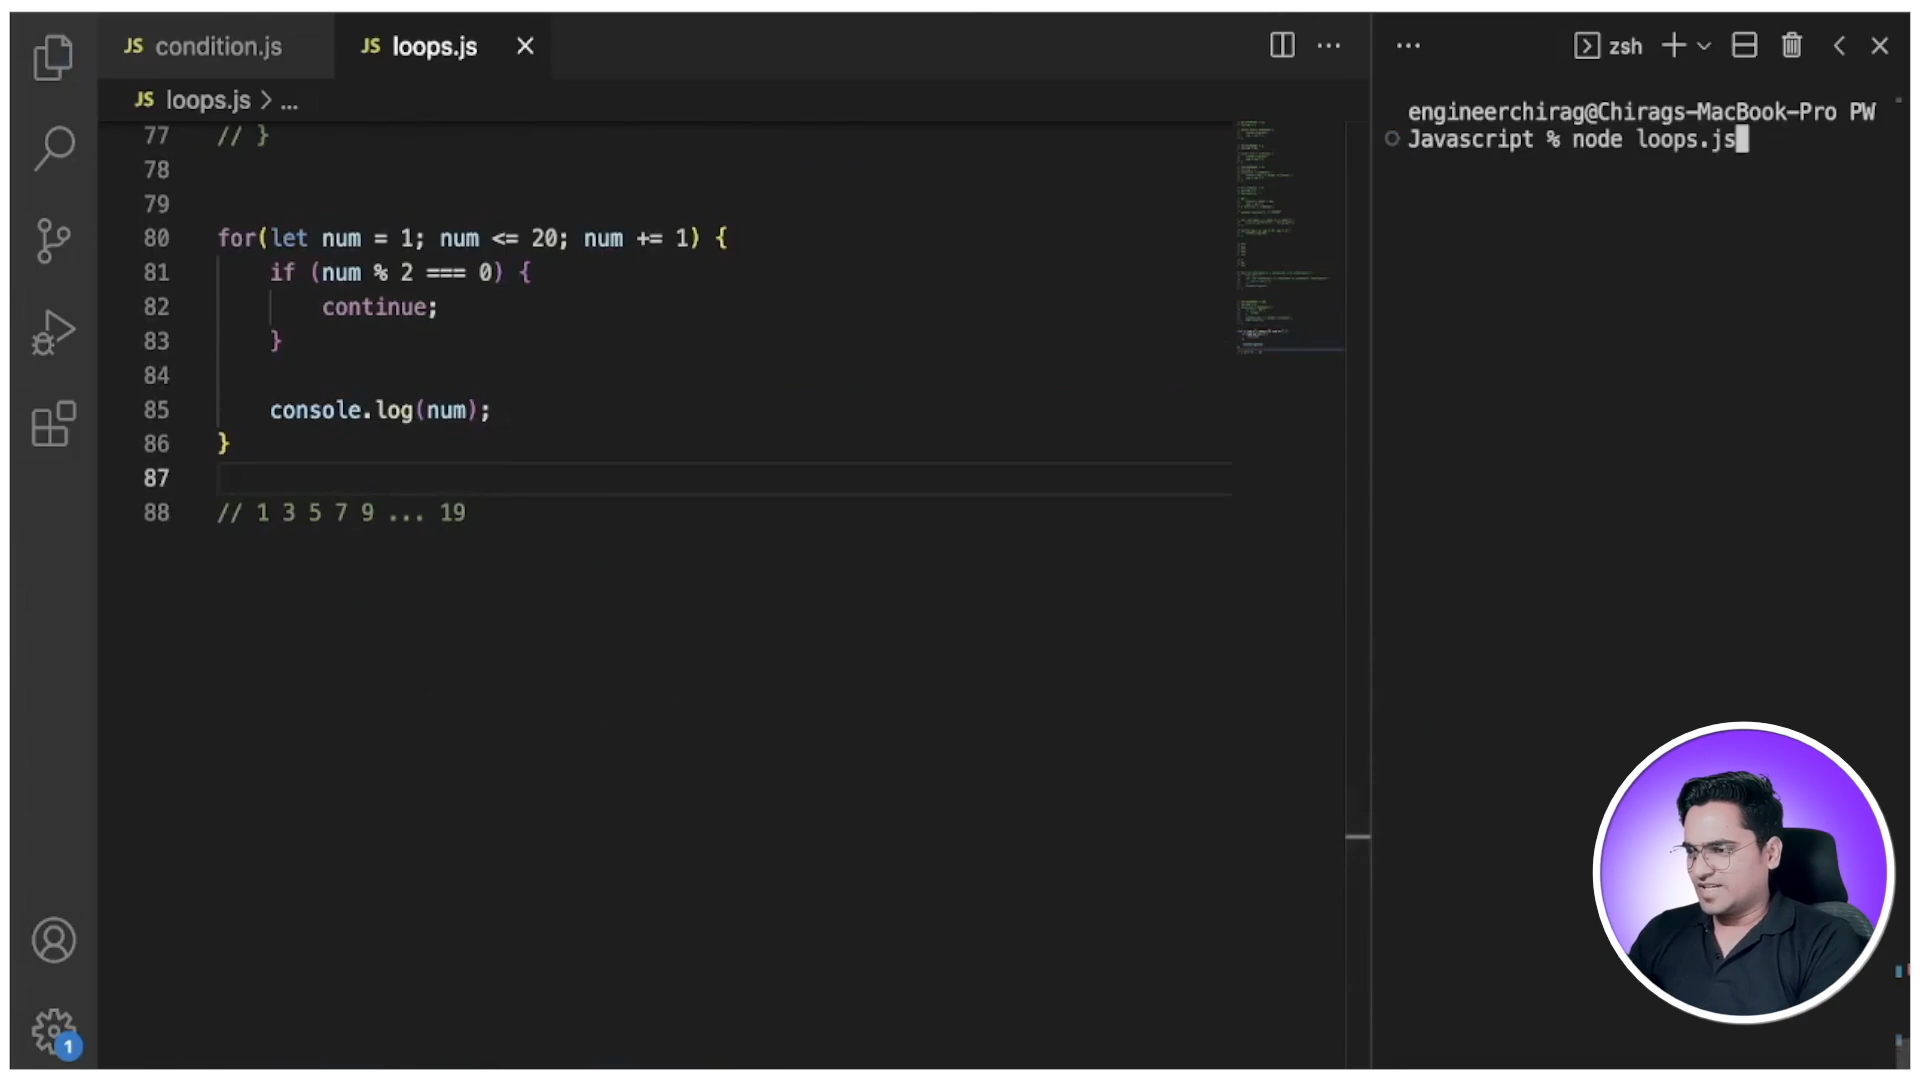 JS condition.js
JS loops.js
zsh
JS loops.js > ...
77 // }
78
79
80 for(let num = 1; num <= 20; num += 1) {
81 if (num % 2 === 0) {
82 continue;
83 }
84
85 console.log(num);
86 }
87
88 // 1 3 5 7 9 ... 19
engineerchirag@Chirags-MacBook-Pro PW
Javascript % node loops.js
1